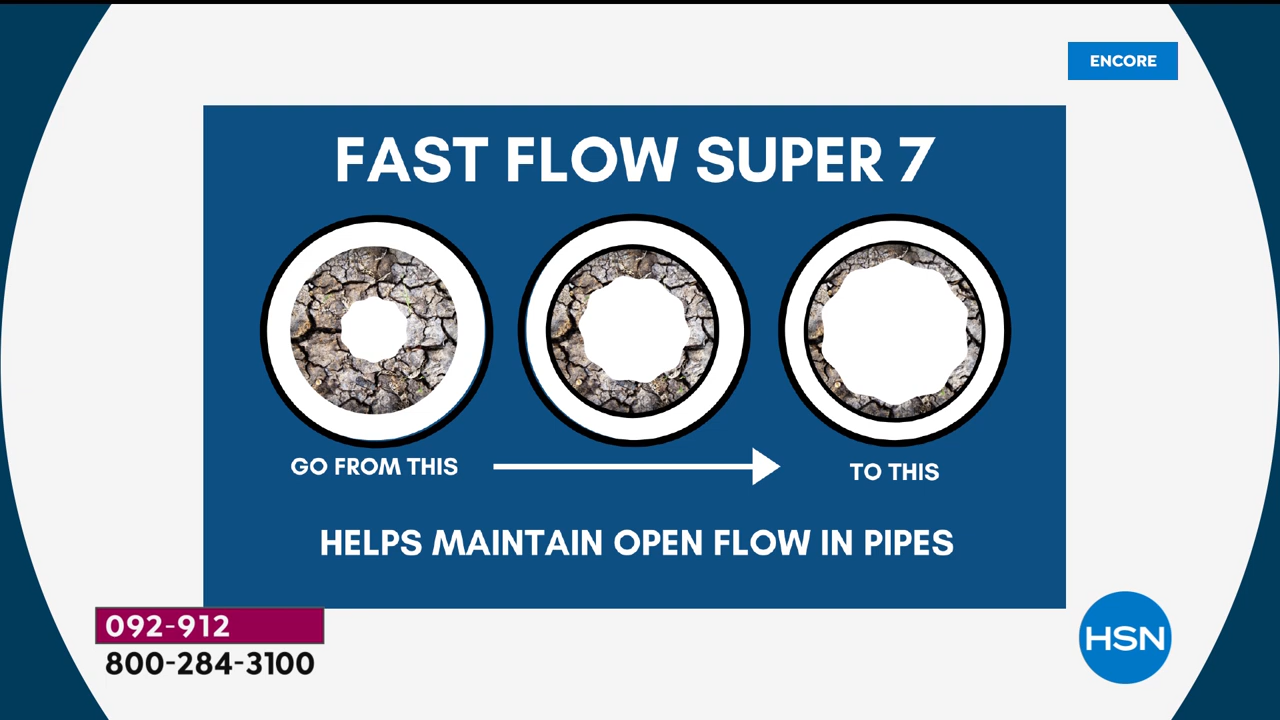 ENCORE
FAST FLOW SUPER 7
GO FROM THIS
TO THIS
HELPS MAINTAIN OPEN FLOW IN PIPES
092-912
800-284-3100
HSN